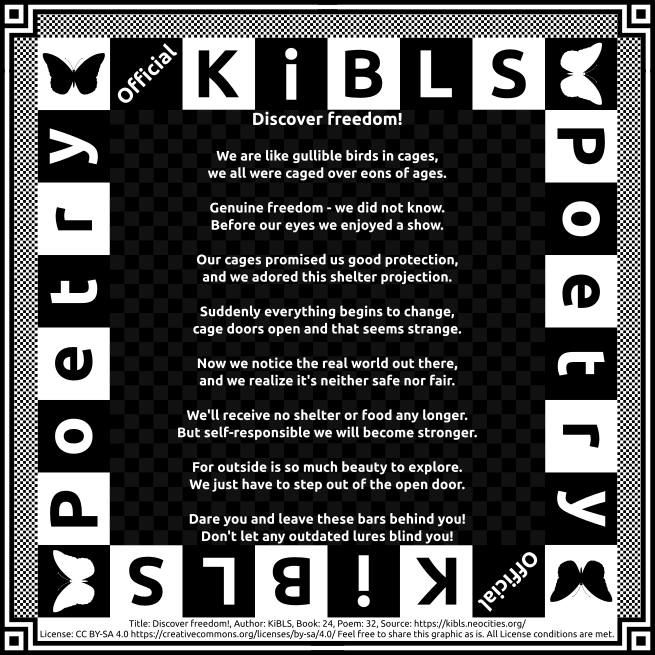 Official KiBLS
Poetry
Poetry
Discover freedom!
We are like gullible birds in cages,
we all were caged over eons of ages.
Genuine freedom - we did not know.
Before our eyes we enjoyed a show.
Our cages promised us good protection,
and we adored this shelter projection.
Suddenly everything begins to change,
cage doors open and that seems strange.
Now we notice the real world out there,
and we realize it's neither safe nor fair.
We'll receive no shelter or food any longer.
But self-responsible we will become stronger.
For outside is so much beauty to explore.
We just have to step out of the open door.
Dare you and leave these bars behind you!
Don't let any outdated lures blind you!
Official KiBLS
Title: Discover freedom!, Author: KiBLS, Book: 24, Poem: 32, Source: https://kibls.neocities.org/
License: CC BY-SA 4.0 https://creativecommons.org/licenses/by-sa/4.0/ Feel free to share this graphic as is. All License conditions are met.